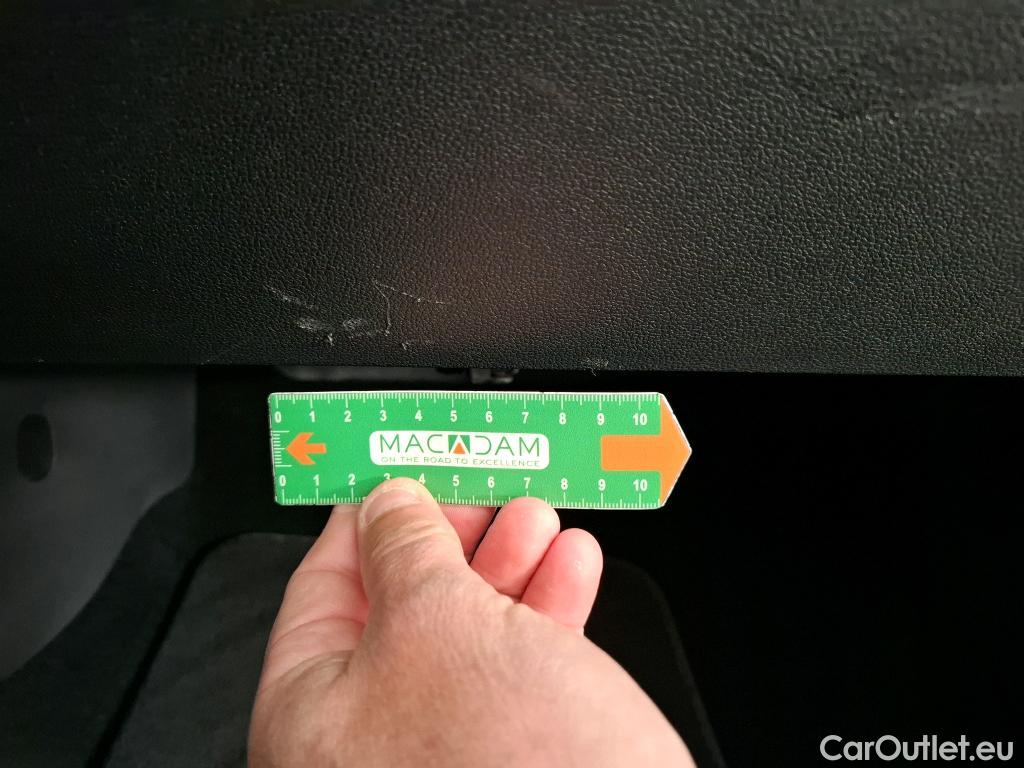 0 1 2 3 4 5 6 7 8 9 10
MACADAM
ON THE ROAD TO EXCELLENCE
0 1 2 3 4 5 6 7 8 9 10
CarOutlet.eu